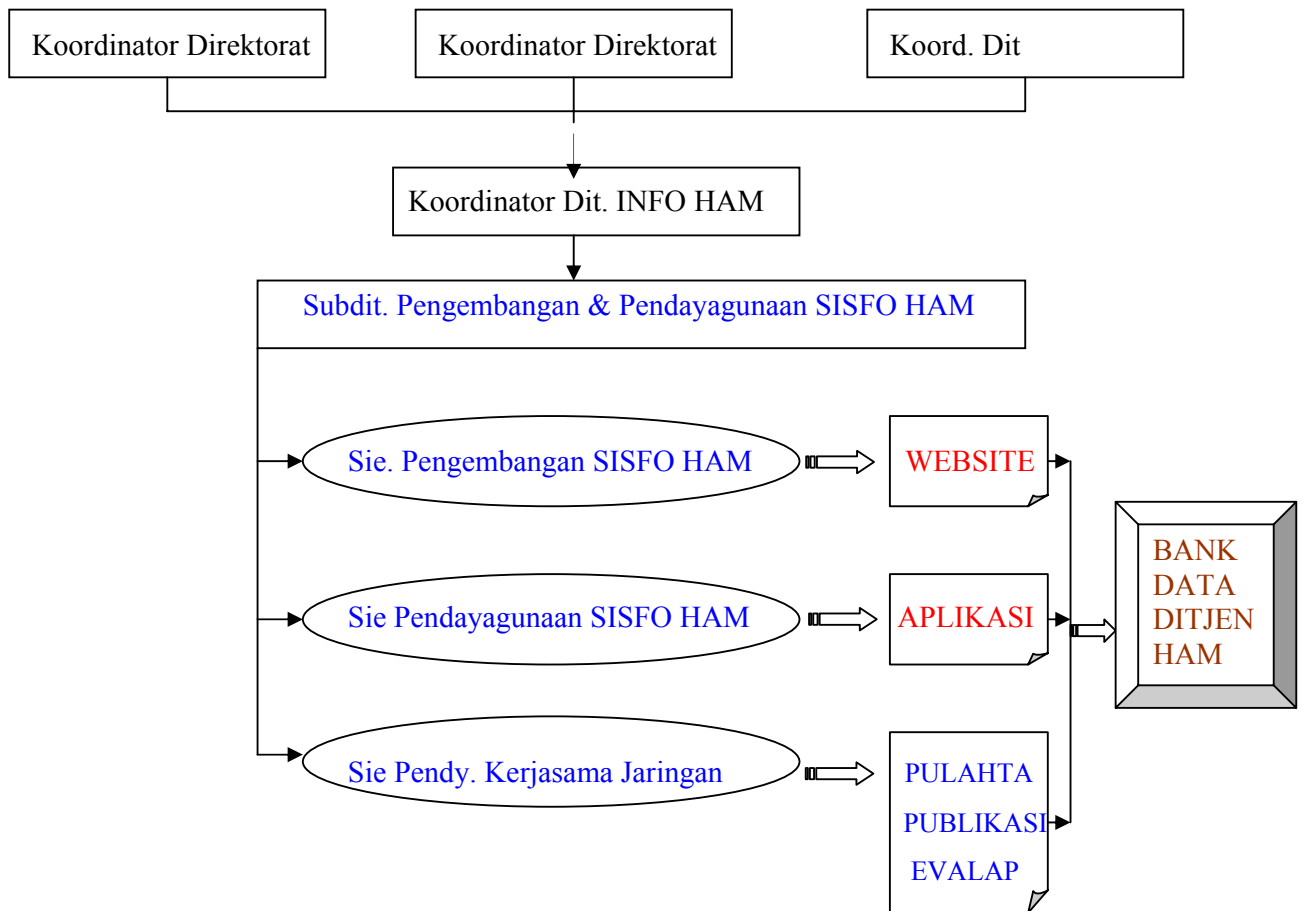 Koordinator Direktorat
Koordinator Direktorat
Koord. Dit
Koordinator Dit. INFO HAM
Subdit. Pengembangan & Pendayagunaan SISFO HAM
Sie. Pengembangan SISFO HAM
WEBSITE
Sie Pendayagunaan SISFO HAM
APLIKASI
Sie Pendy. Kerjasama Jaringan
PULAHTA
PUBLIKASI
EVALAP
BANK
DATA
DITJEN
HAM